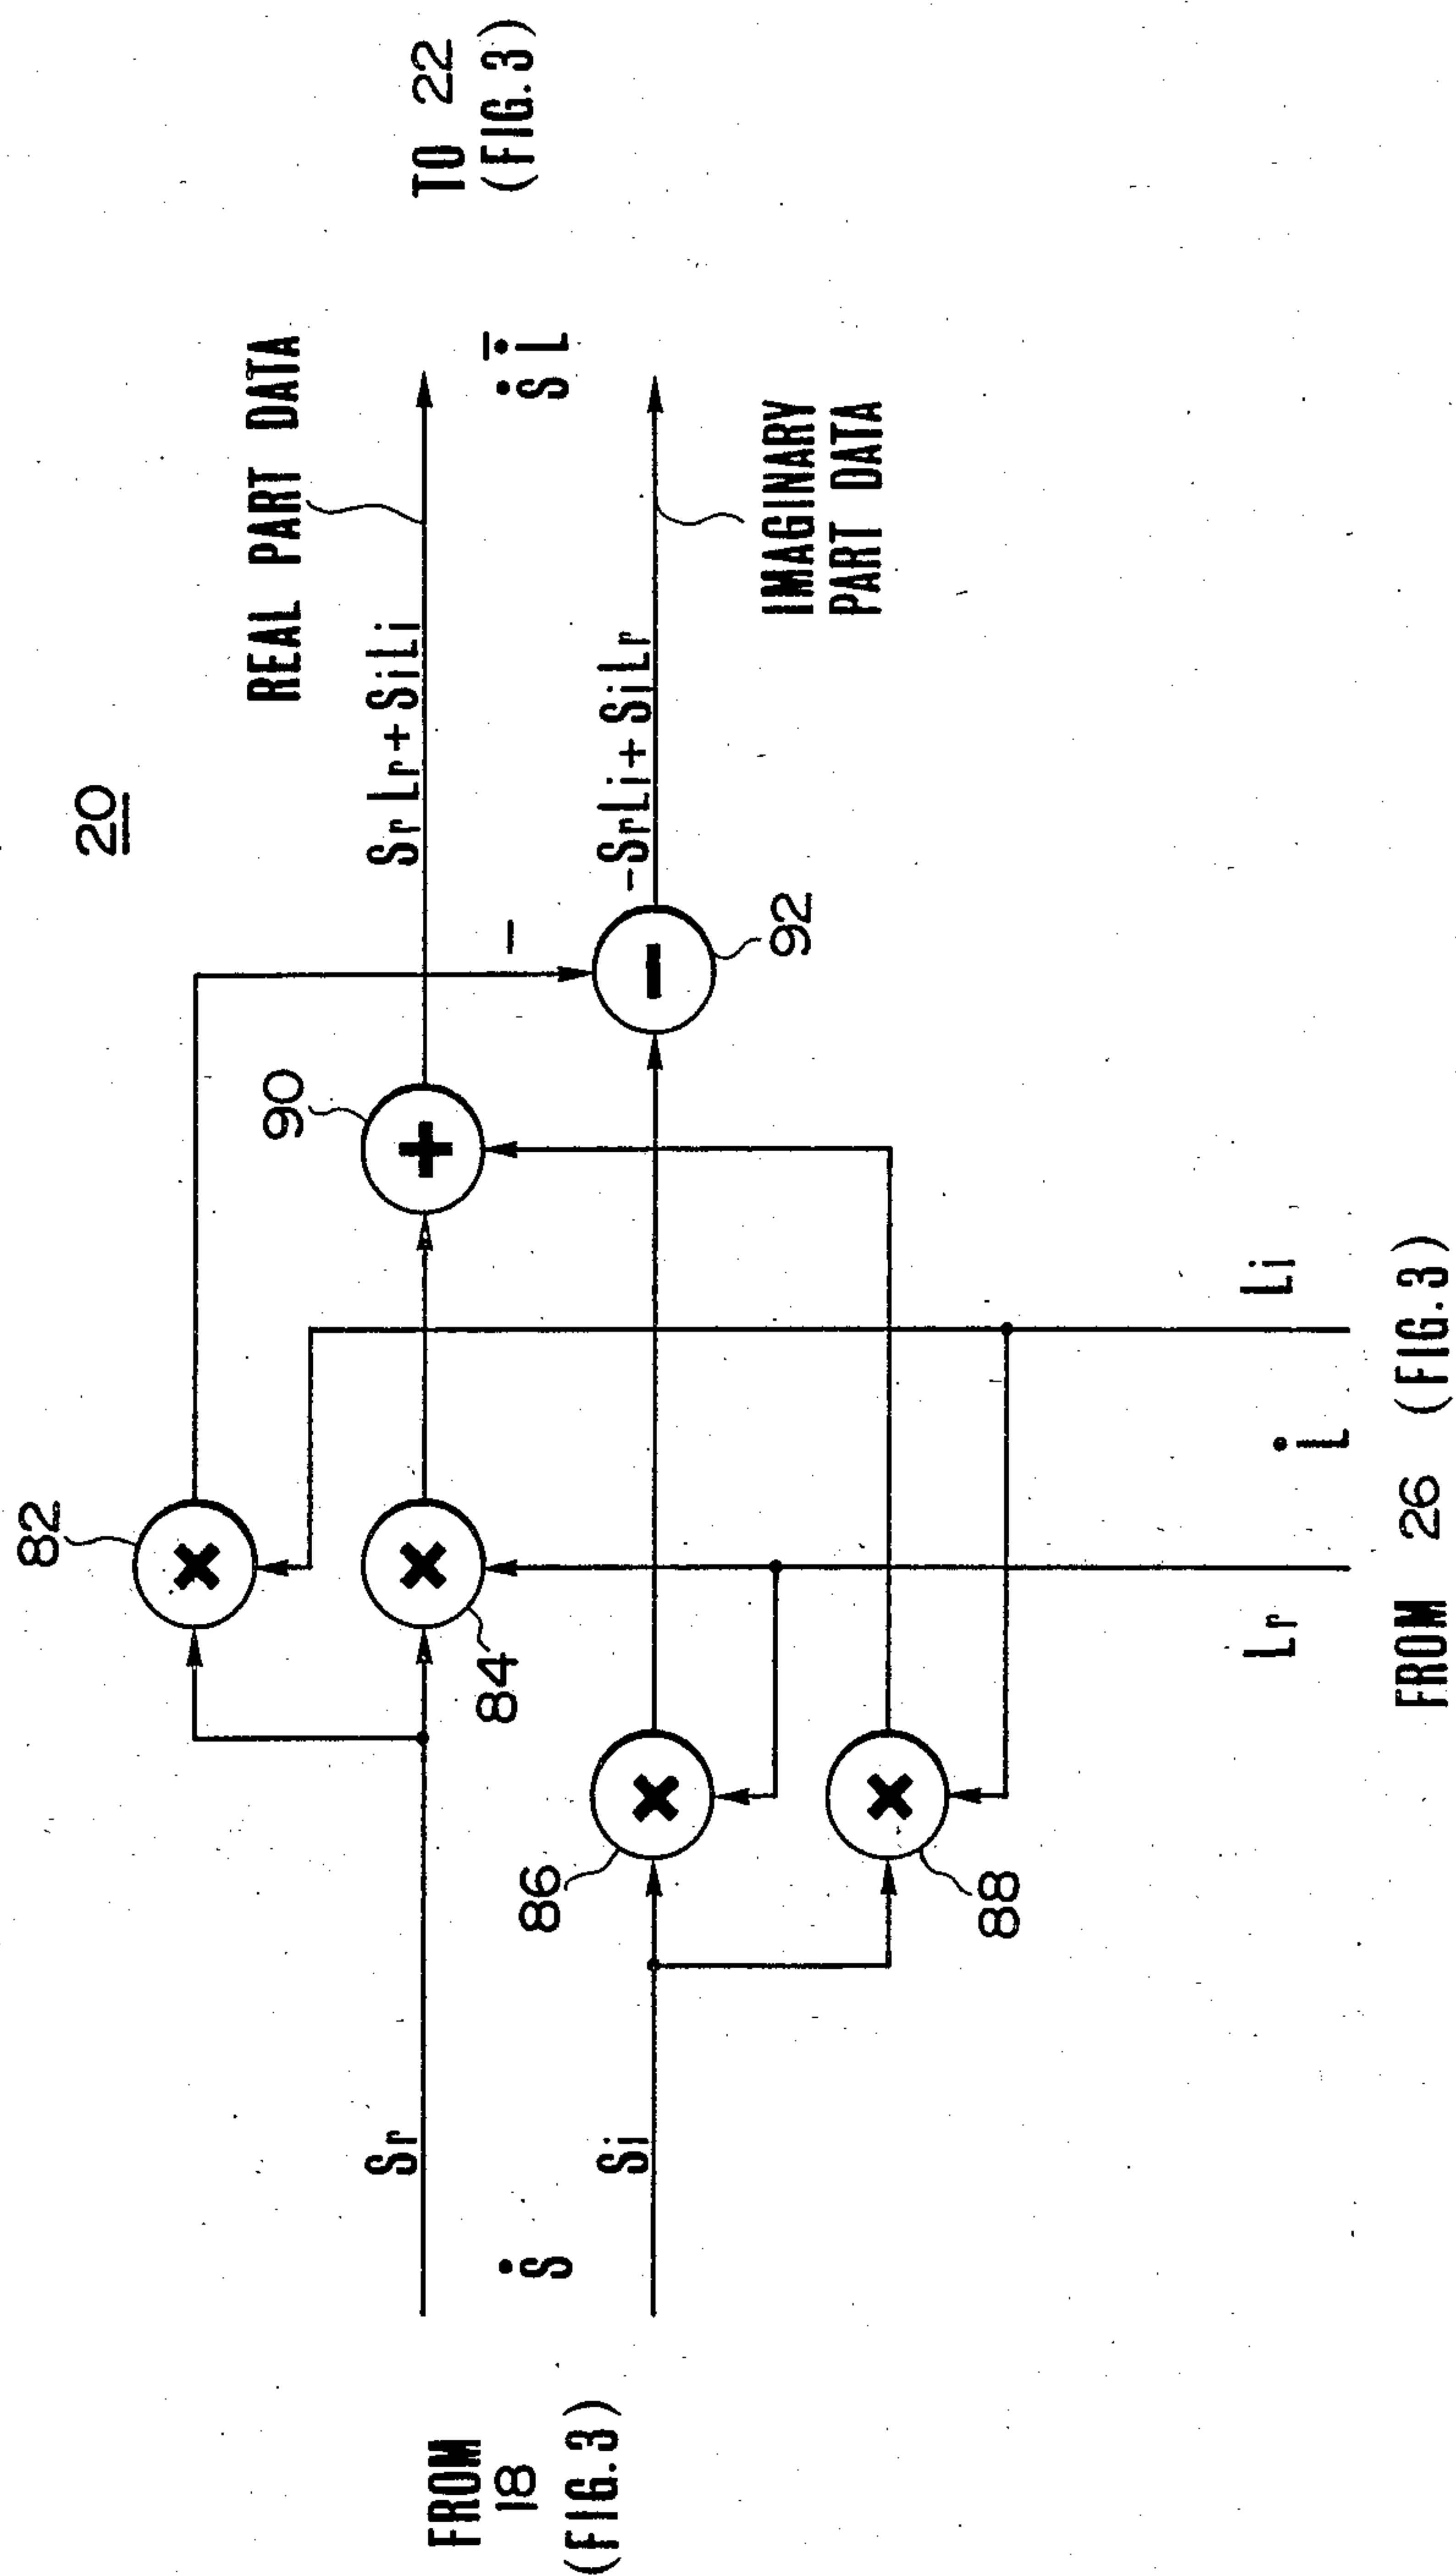 20
82
90
REAL PART DATA
TO 22
(FIG. 3)
Sr
84
SrLr+SiLi
−
Ṡ
ṠL̇̄
FROM
18
(FIG. 3)
Si
86
-SrLi+SiLr
92
IMAGINARY
PART DATA
88
Lr
L̇
Li
FROM 26 (FIG. 3)